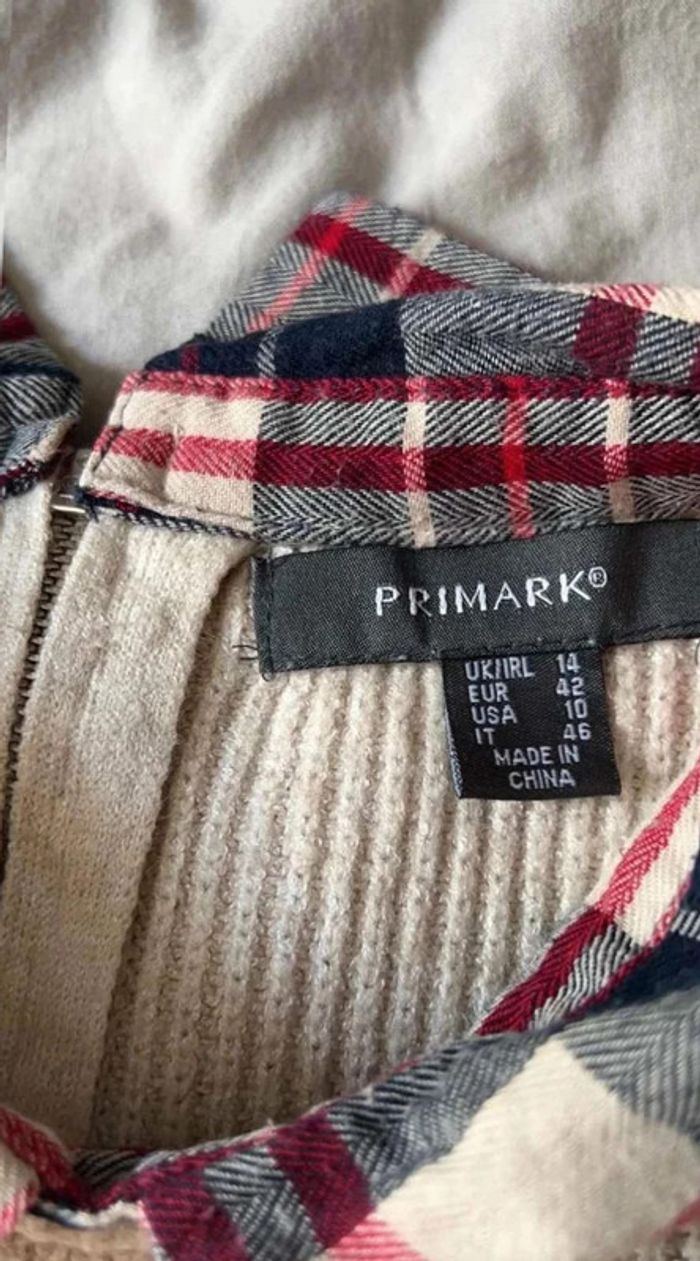 PRIMARK®
UK/IRL 14
EUR 42
USA 10
IT 46
MADE IN
CHINA